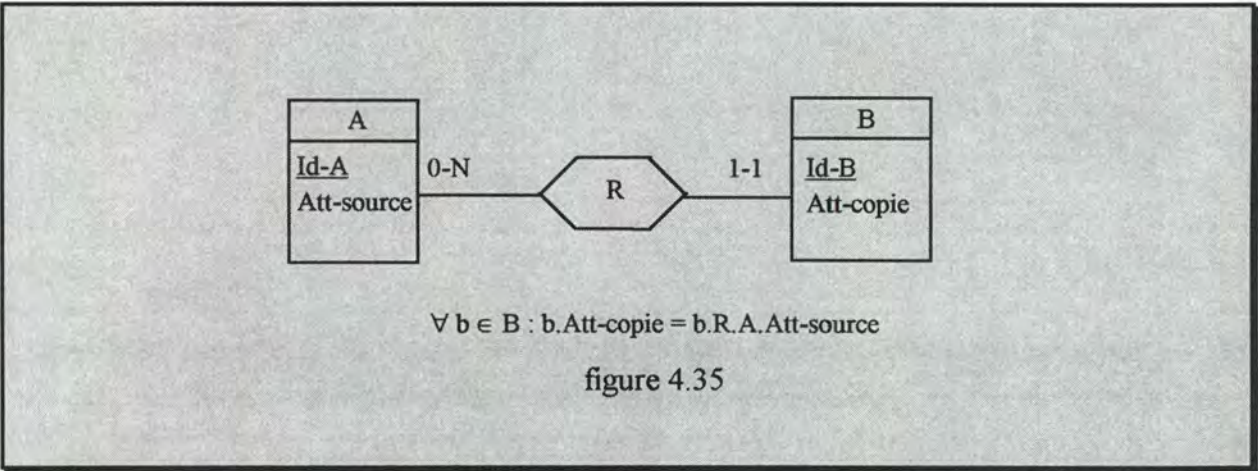 A
Id-A
Att-source
0-N
R
1-1
B
Id-B
Att-copie
∀ b ∈ B : b.Att-copie = b.R.A.Att-source
figure 4.35